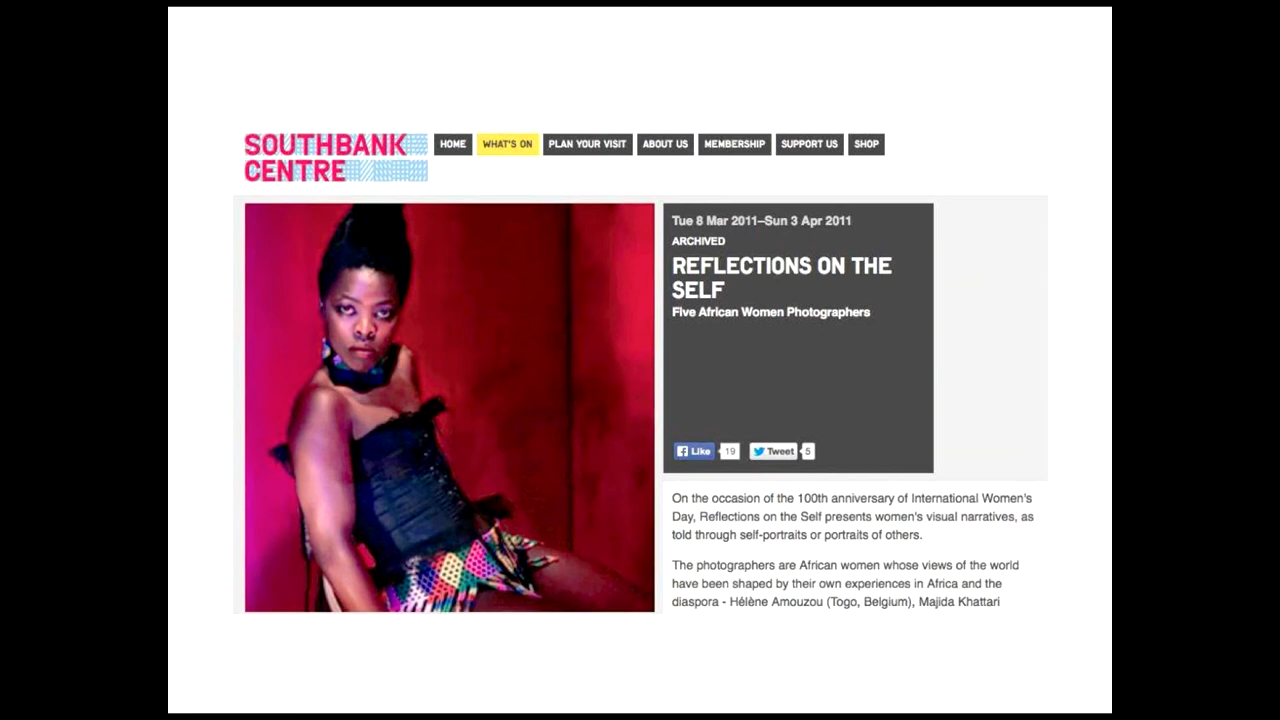 SOUTHBANK
CENTRE
HOME
WHAT'S ON
PLAN YOUR VISIT
ABOUT US
MEMBERSHIP
SUPPORT US
SHOP
Tue 8 Mar 2011–Sun 3 Apr 2011
ARCHIVED
REFLECTIONS ON THE
SELF
Five African Women Photographers
Like
19
Tweet
5
On the occasion of the 100th anniversary of International Women's
Day, Reflections on the Self presents women's visual narratives, as
told through self-portraits or portraits of others.
The photographers are African women whose views of the world
have been shaped by their own experiences in Africa and the
diaspora - Hélène Amouzou (Togo, Belgium), Majida Khattari